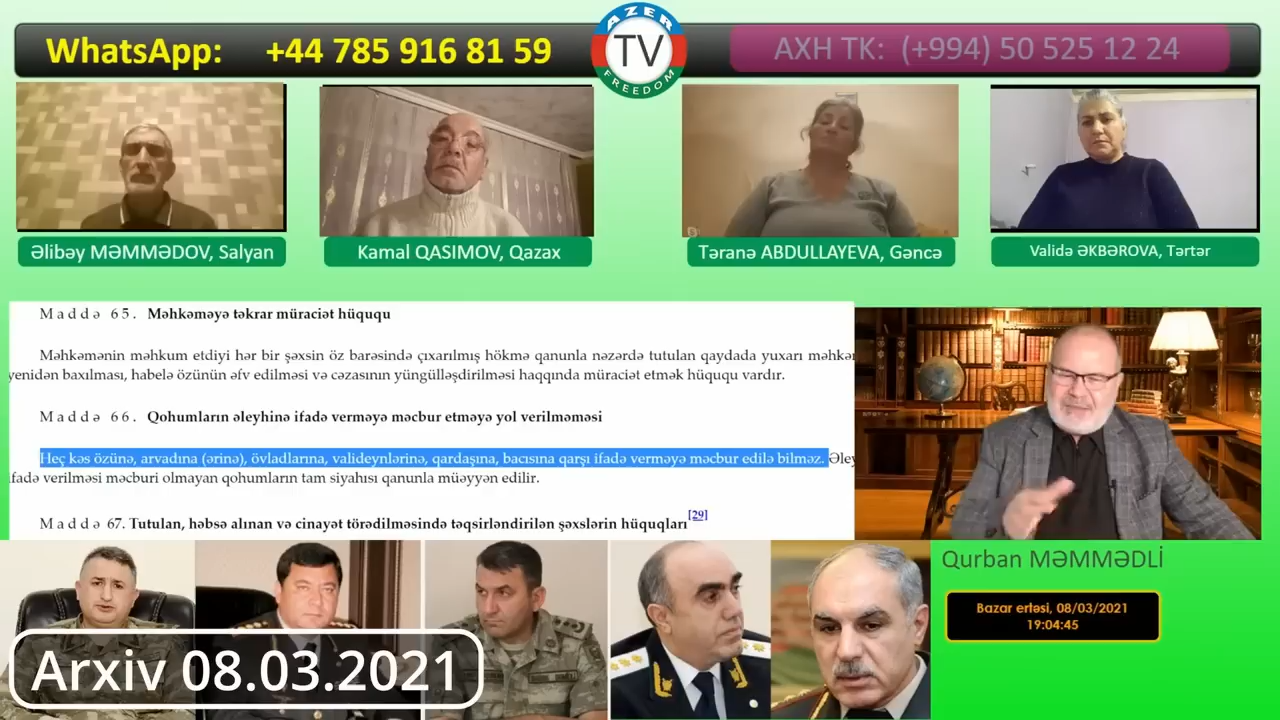 WhatsApp: +44 785 916 81 59
AZER
TV
FREEDOM
AXH TK: (+994) 50 525 12 24
Əlibəy MƏMMƏDOV, Salyan
Kamal QASIMOV, Qazax
Təranə ABDULLAYEVA, Gəncə
Validə ƏKBƏROVA, Tərtər
Maddə 65. Məhkəməyə təkrar müraciət hüququ
Məhkəmənin məhkum etdiyi hər bir şəxsin öz barəsində çıxarılmış hökmə qanunla nəzərdə tutulan qaydada yuxarı
yenidən baxılması, habelə özünün əfv edilməsi və cəzasının yüngülləşdirilməsi haqqında müraciət etmək hüququ vardır.
Maddə 66. Qohumların əleyhinə ifadə verməyə məcbur etməyə yol verilməməsi
Heç kəs özünə, arvadına (ərinə), övladlarına, valideynlərinə, qardaşına, bacısına qarşı ifadə verməyə məcbur edilə bilməz.
ifadə verilməsi məcburi olmayan qohumların tam siyahısı qanunla müəyyən edilir.
Maddə 67. Tutulan, həbsə alınan və cinayət törədilməsində təqsirləndirilən şəxslərin hüquqları[29]
Qurban MƏMMƏDLİ
Bazar ertəsi, 08/03/2021
19:04:45
Arxiv 08.03.2021